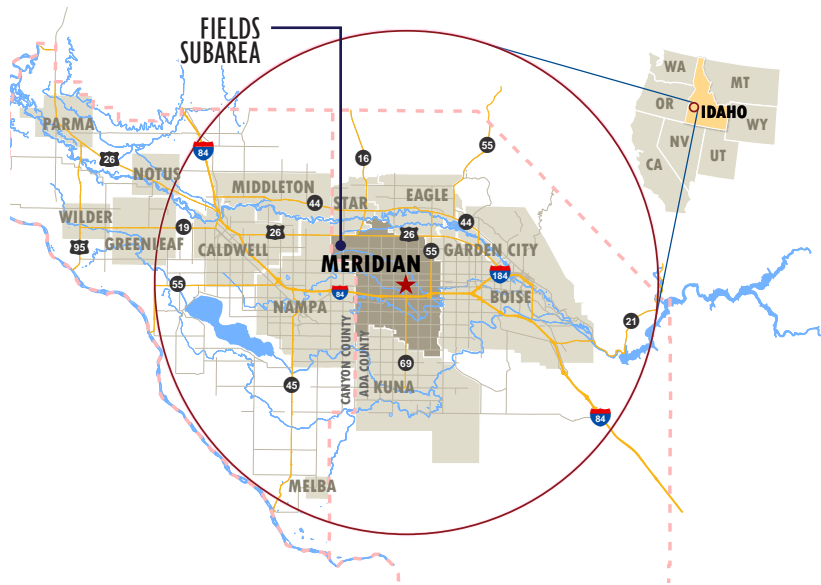 FIELDS
SUBAREA
WA
MT
OR
IDAHO
WY
NV
CA
UT
PARMA
26
84
NOTUS
16
55
MIDDLETON
44
STAR
EAGLE
WILDER
19
26
26
44
95
GREENLEAF
CALDWELL
55
GARDEN CITY
MERIDIAN
184
55
84
BOISE
NAMPA
21
CANYON COUNTY
ADA COUNTY
69
45
KUNA
84
MELBA